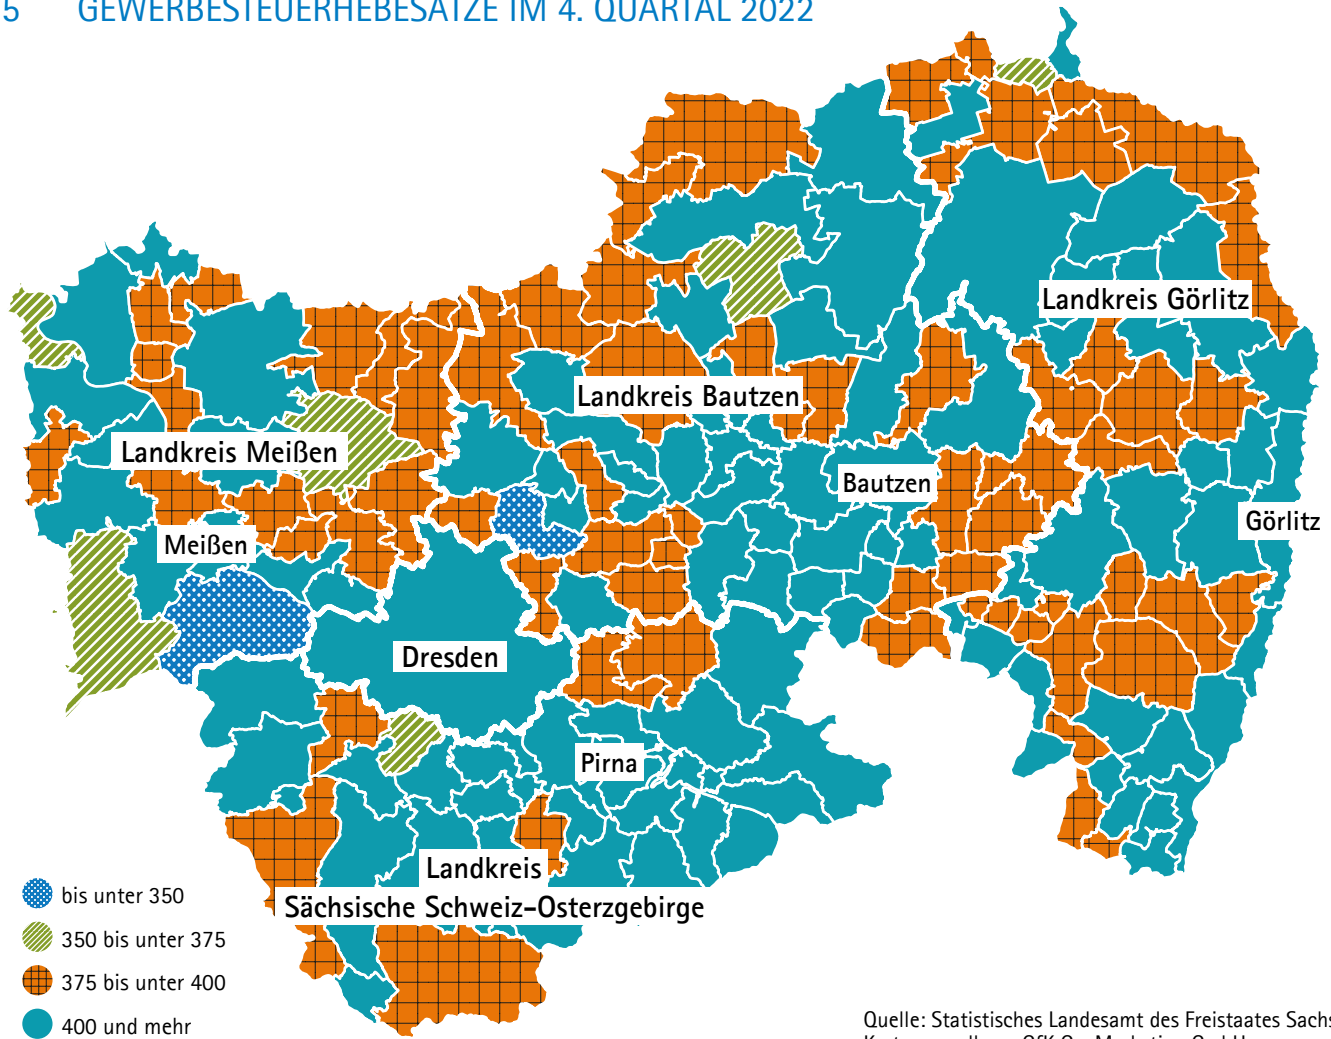 5 GEWERBESTEUERHEBESÄTZE IM 4. QUARTAL 2022
Landkreis Görlitz
Landkreis Bautzen
Landkreis Meißen
Bautzen
Görlitz
Meißen
Dresden
Pirna
Landkreis
Sächsische Schweiz-Osterzgebirge
bis unter 350
350 bis unter 375
375 bis unter 400
400 und mehr
Quelle: Statistisches Landesamt des Freistaates Sachs